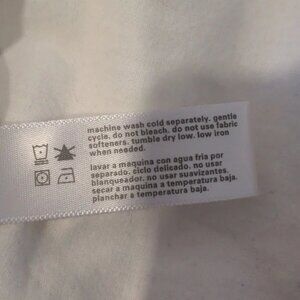 machine wash cold separately. gentle
cycle. do not bleach. do not use fabric
softeners. tumble dry low. low iron
when needed.
lavar a maquina con agua fria por
separado. ciclo delicado. no usar
blanqueador. no usar suavizantes.
secar a maquina a temperatura baja.
planchar a temperatura baja.